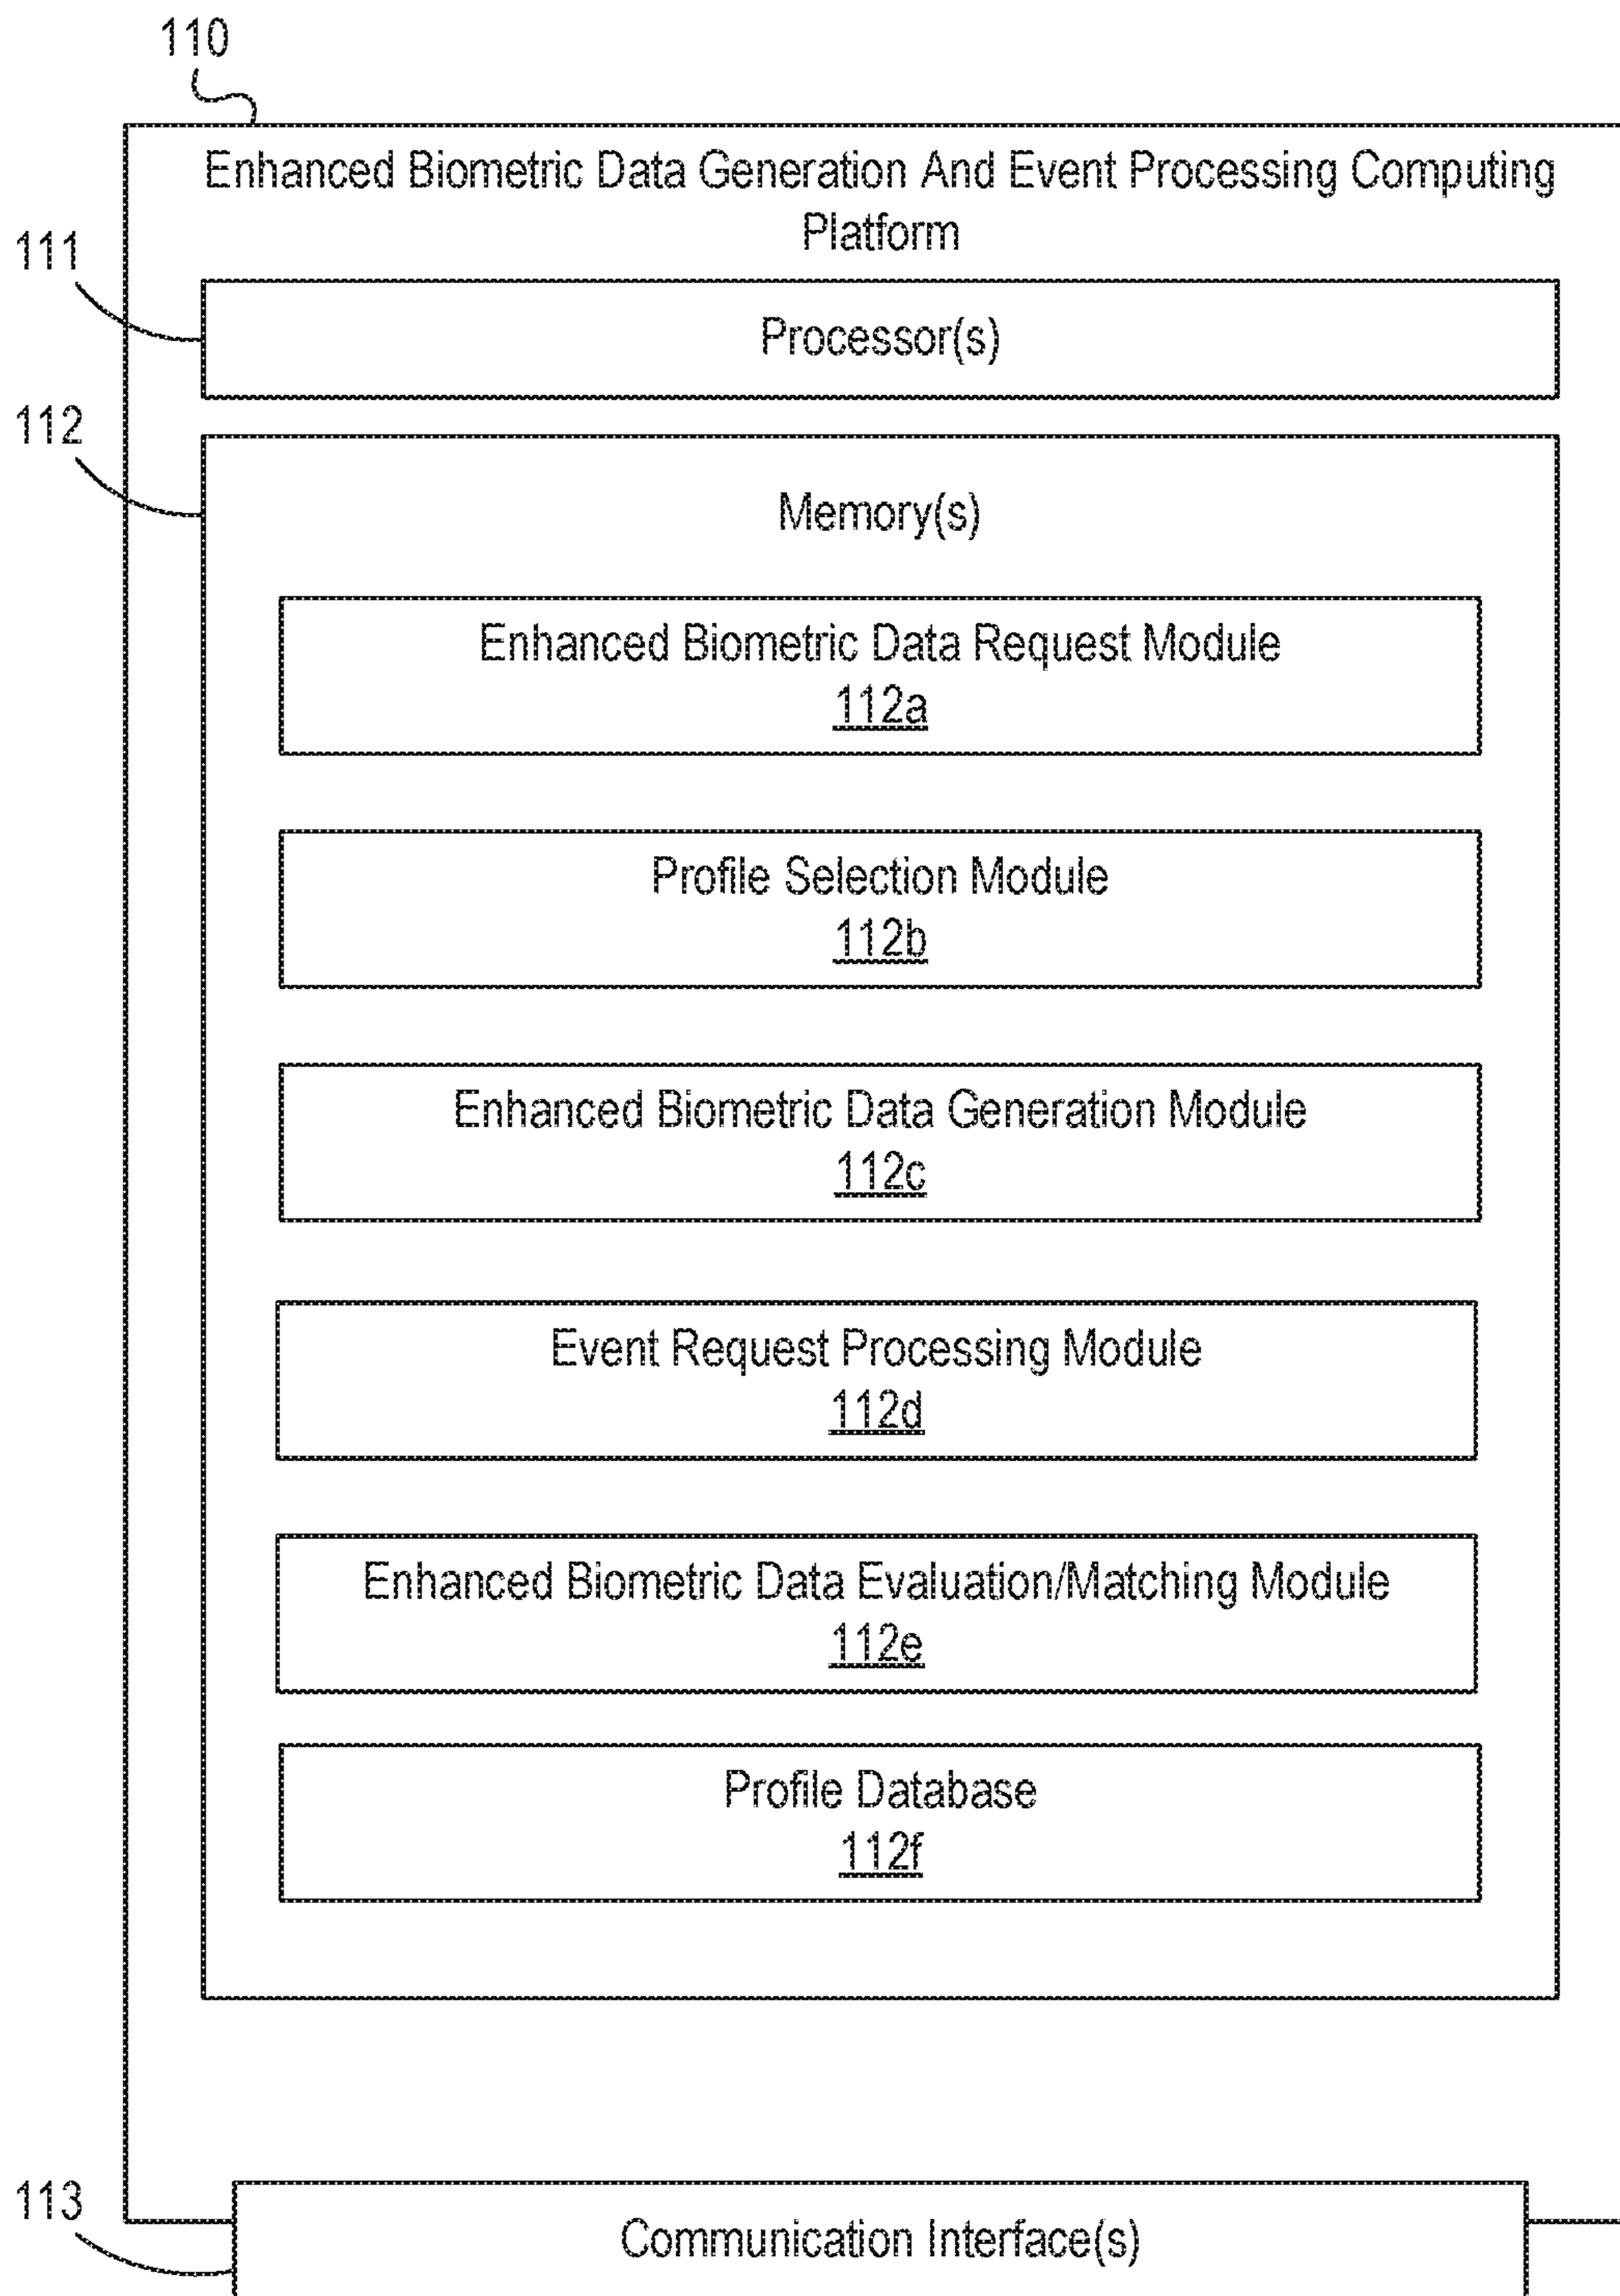 110
Enhanced Biometric Data Generation And Event Processing Computing
Platform
111
Processor(s)
112
Memory(s)
Enhanced Biometric Data Request Module
112a
Profile Selection Module
112b
Enhanced Biometric Data Generation Module
112c
Event Request Processing Module
112d
Enhanced Biometric Data Evaluation/Matching Module
112e
Profile Database
112f
113
Communication Interface(s)